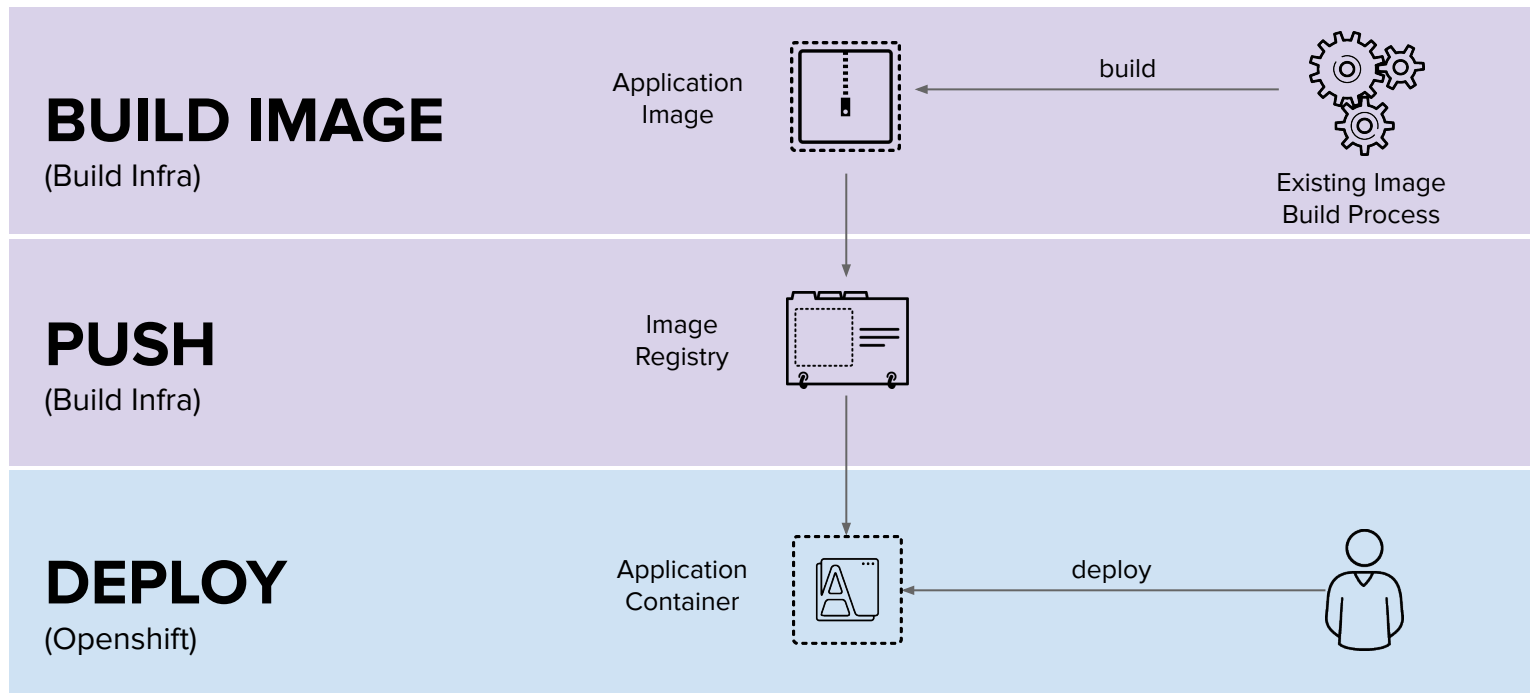 BUILD IMAGE
(Build Infra)
Application
Image
build
Existing Image
Build Process
PUSH
(Build Infra)
Image
Registry
DEPLOY
(Openshift)
Application
Container
A
deploy